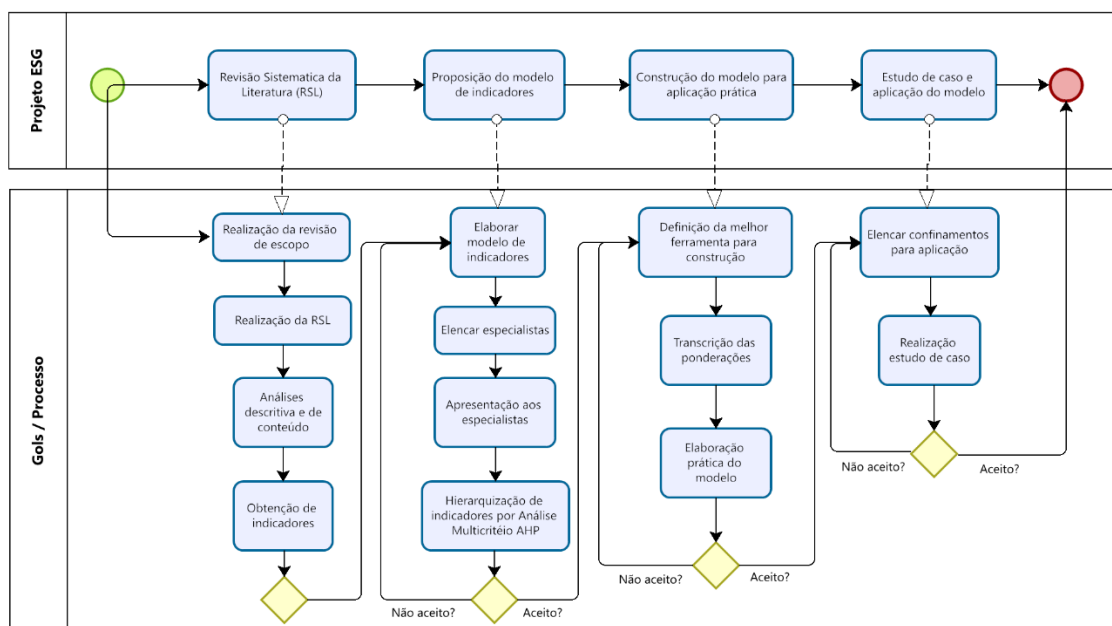 Projeto ESG
Revisão Sistematica da
Literatura (RSL)
Proposição do modelo
de indicadores
Construção do modelo para
aplicação prática
Estudo de caso e
aplicação do modelo
Gols / Processo
Realização da revisão
de escopo
Realização da RSL
Análises
descritiva e de
conteúdo
Obtenção de
indicadores
Elaborar
modelo de
indicadores
Elencar especialistas
Apresentação aos
especialistas
Hierarquização de
indicadores por Análise
Multicritéio AHP
Não aceito?
Aceito?
Definição da melhor
ferramenta para
construção
Transcrição das
ponderações
Elaboração
prática do
modelo
Não aceito?
Aceito?
Elencar confinamentos
para aplicação
Realização
estudo de caso
Não aceito?
Aceito?